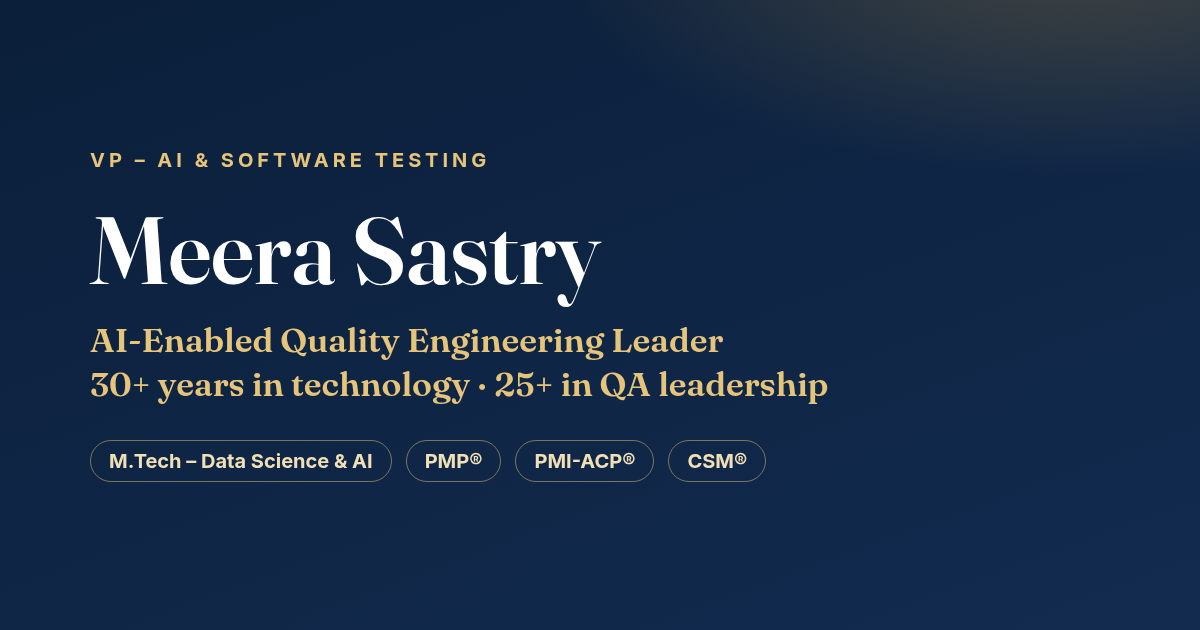 VP – AI & SOFTWARE TESTING
Meera Sastry
AI-Enabled Quality Engineering Leader
30+ years in technology · 25+ in QA leadership
M.Tech – Data Science & AI PMP® PMI-ACP® CSM®